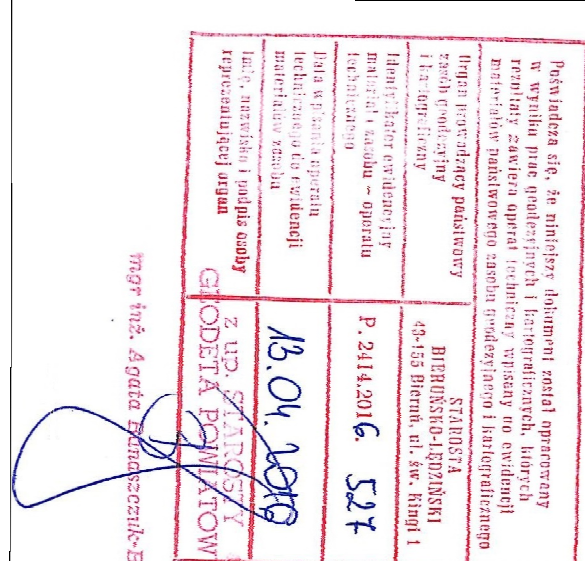 Poświadcza się, że niniejszy dokument został opracowany
w wyniku prac geodezyjnych i kartograficznych, których
rezultaty zawiera operat techniczny wpisany do ewidencji
materiałów państwowego zasobu geodezyjnego i kartograficznego
Organ prowadzący państwowy
zasób geodezyjny
i kartograficzny
STAROSTA
BIERUŃSKO-LĘDZIŃSKI
43-155 Bieruń, ul. św. Kingi 1
Identyfikator ewidencyjny
materiału zasobu - operatu
technicznego
P. 2414.2016. 527
Data wpisania operatu
technicznego do ewidencji
materiałów zasobu
13.04.2016
Imię, nazwisko i podpis osoby
reprezentującej organ
z up. STAROSTY
GEODETA POWIATOW
mgr inż. Agata